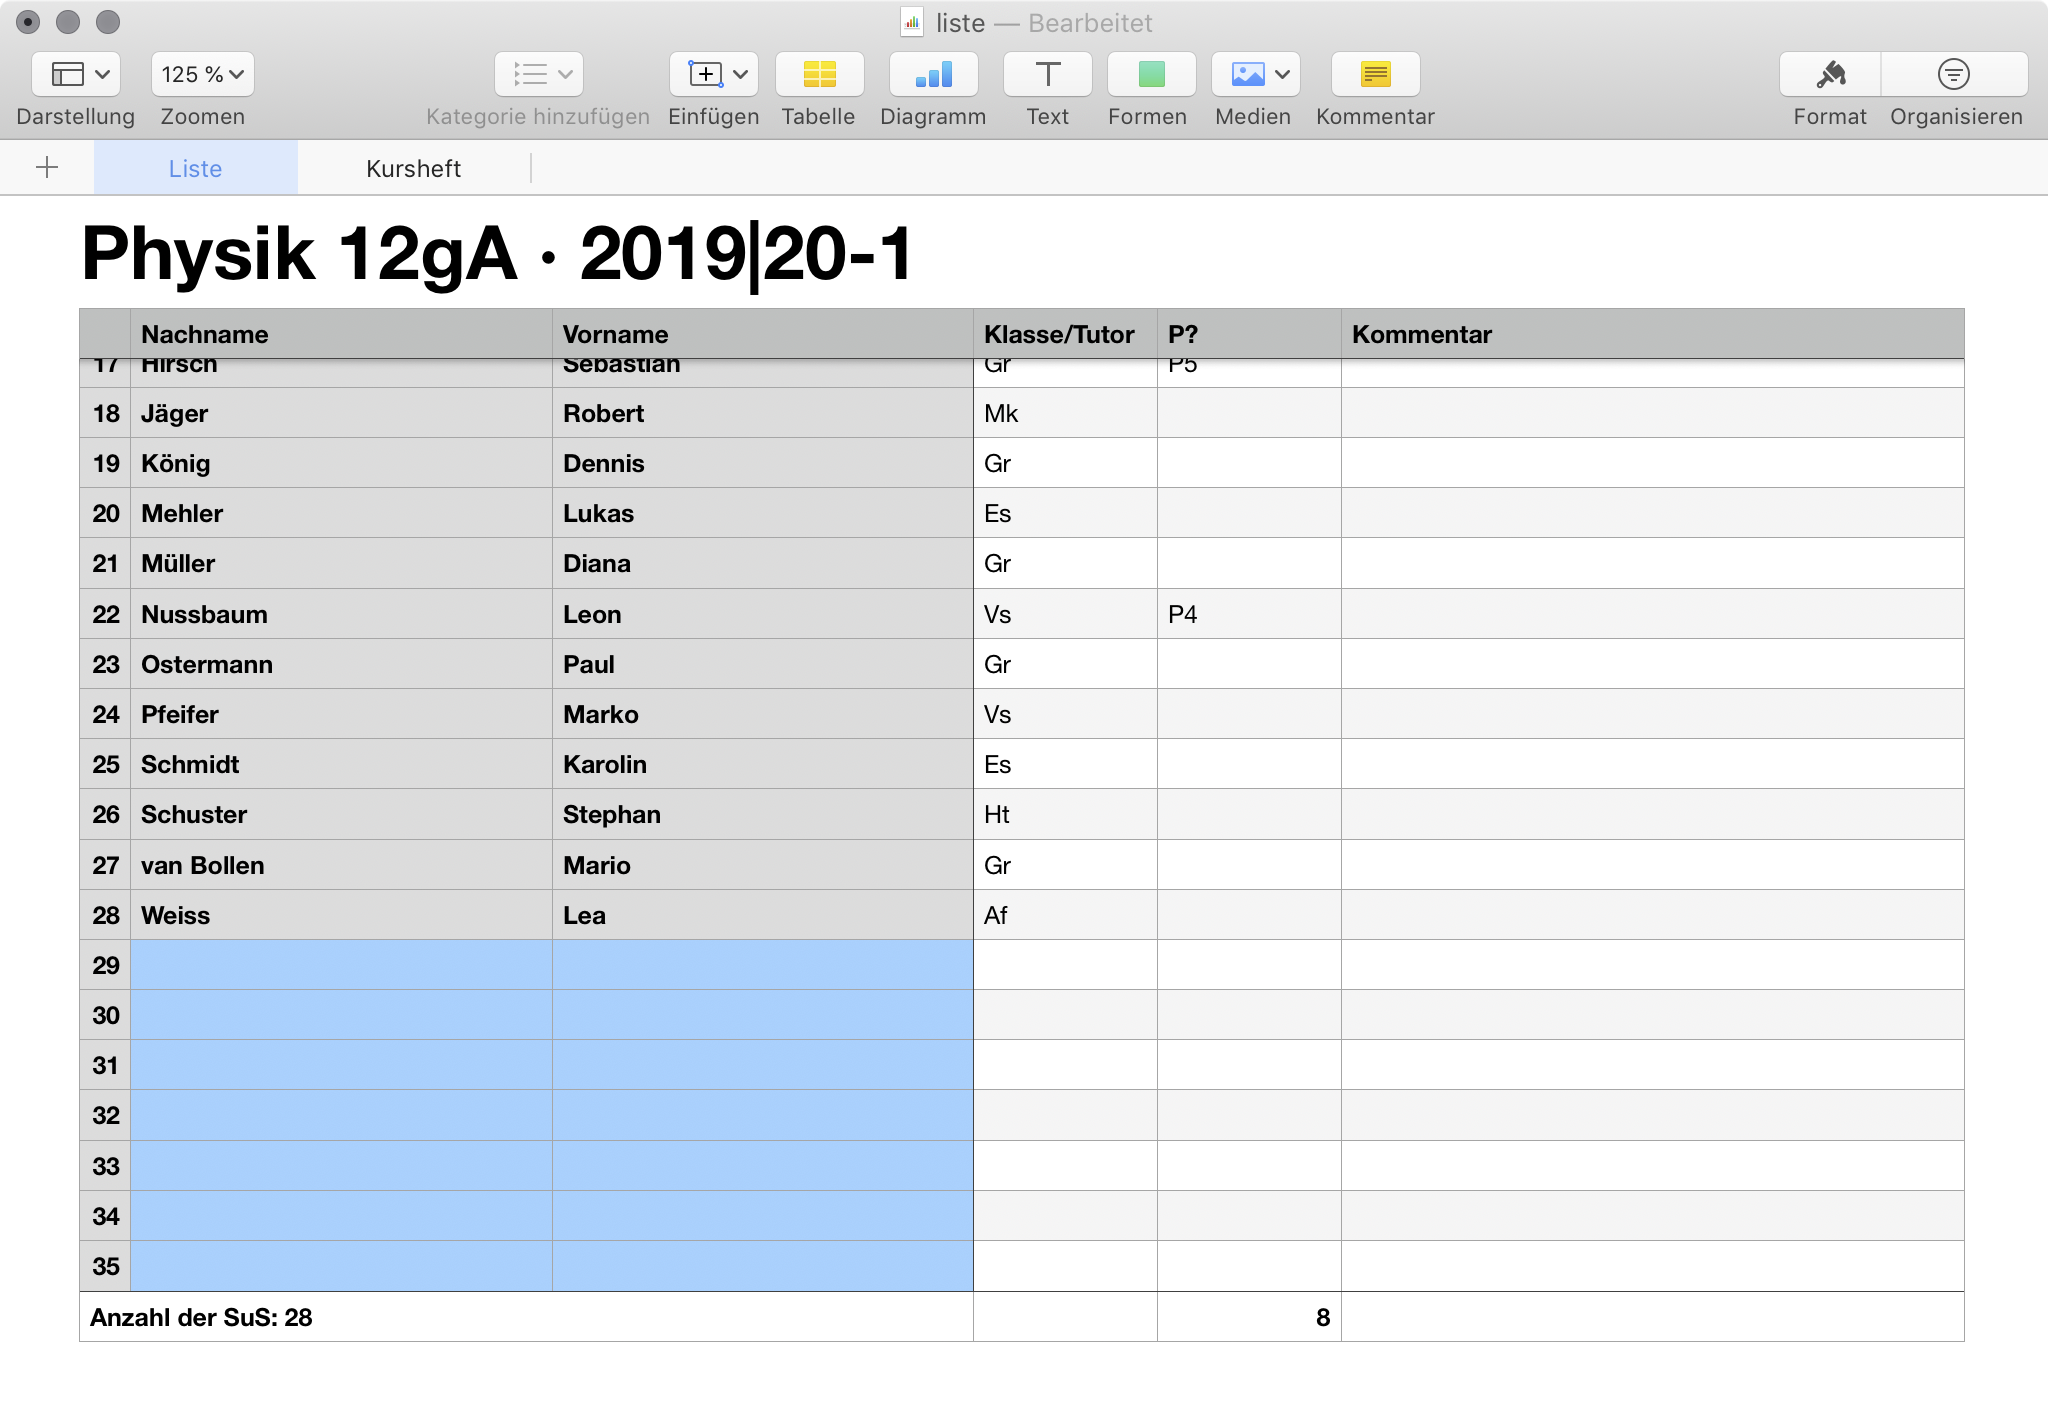 liste — Bearbeitet
125 %
Darstellung Zoomen Kategorie hinzufügen Einfügen Tabelle Diagramm Text Formen Medien Kommentar Format Organisieren
Liste Kursheft
Physik 12gA · 2019|20-1
Nachname Vorname Klasse/Tutor P? Kommentar
17 Hirsch Sebastian Gr P5
18 Jäger Robert Mk
19 König Dennis Gr
20 Mehler Lukas Es
21 Müller Diana Gr
22 Nussbaum Leon Vs P4
23 Ostermann Paul Gr
24 Pfeifer Marko Vs
25 Schmidt Karolin Es
26 Schuster Stephan Ht
27 van Bollen Mario Gr
28 Weiss Lea Af
29
30
31
32
33
34
35
Anzahl der SuS: 28 8